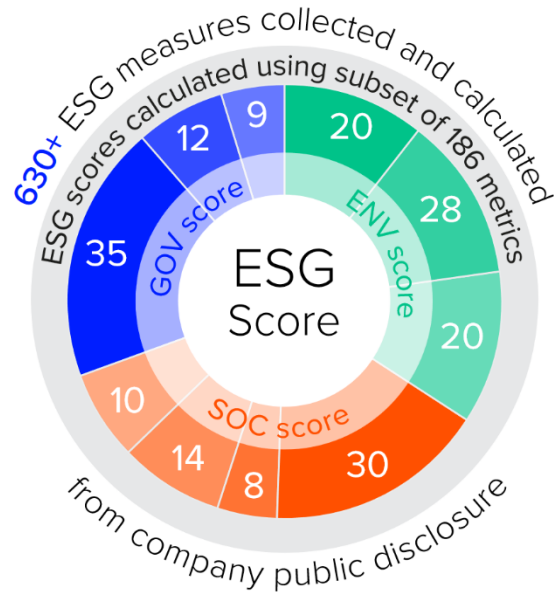 630+ ESG measures collected and calculated
ESG scores calculated using subset of 186 metrics
9
20
12
28
35
20
GOV score
ENV score
ESG
Score
SOC score
10
14
8
30
from company public disclosure